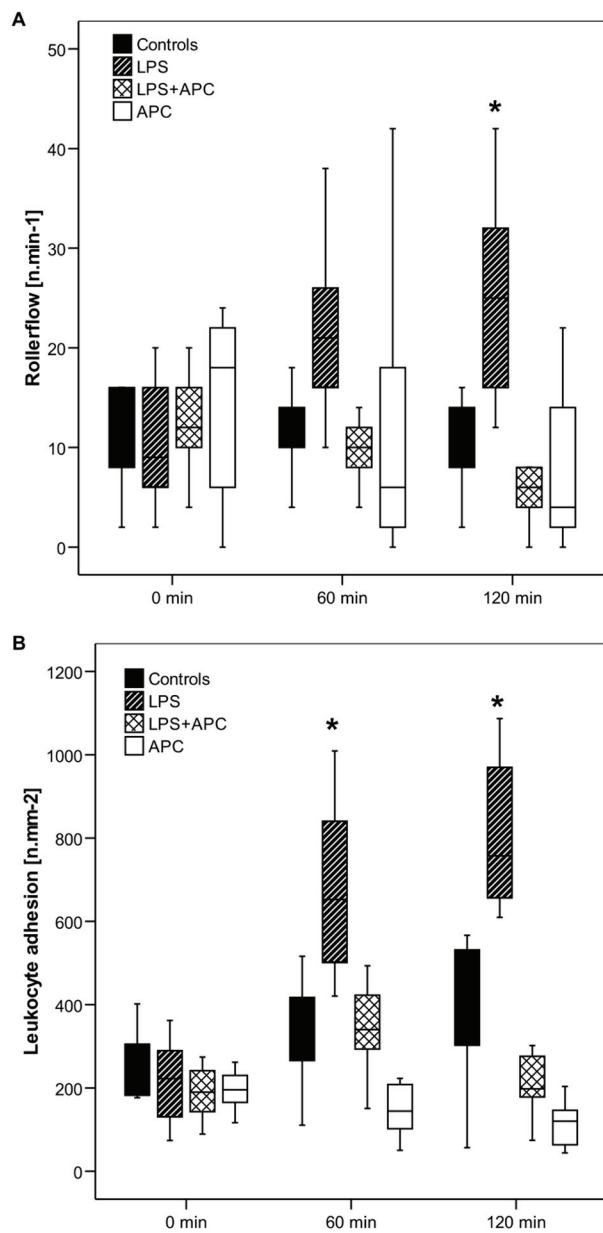 A
Controls
LPS
LPS+APC
APC
*
50
40
30
20
10
0
Rollerflow [n.min-1]
0 min 60 min 120 min
B
Controls
LPS
LPS+APC
APC
* *
1200
1000
800
600
400
200
0
Leukocyte adhesion [n.mm-2]
0 min 60 min 120 min